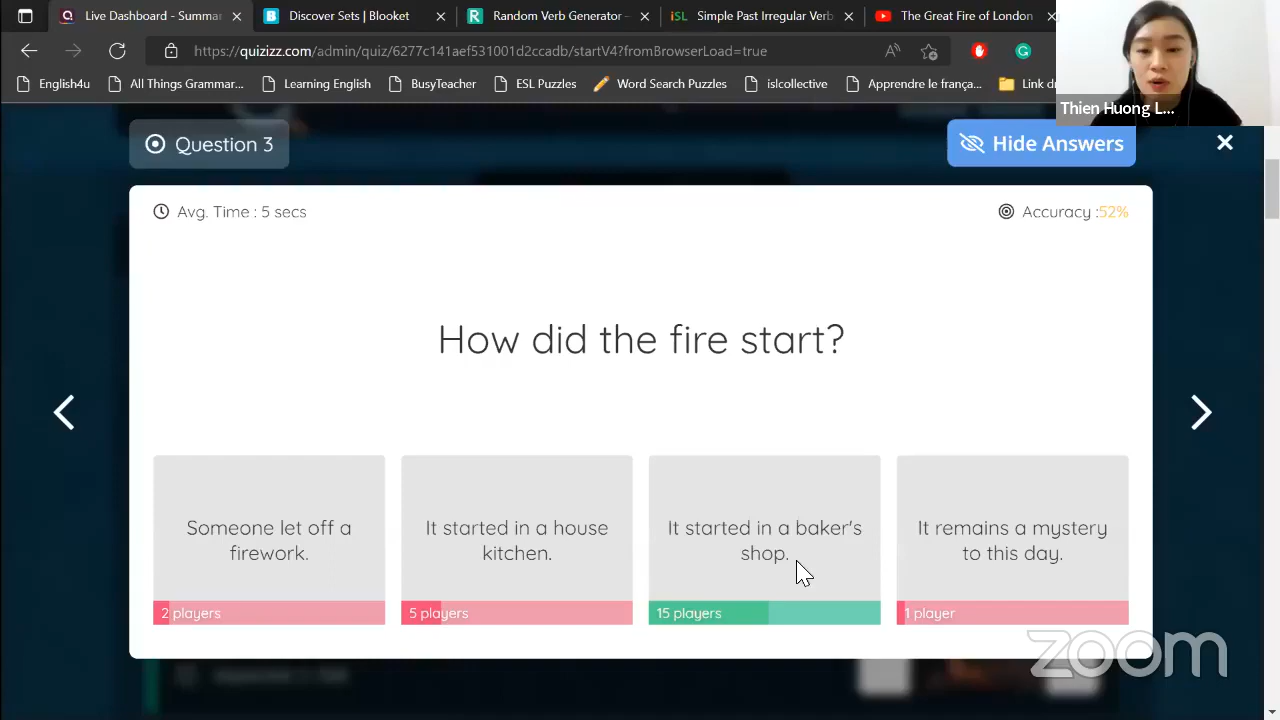 Live Dashboard - Summar
Discover Sets | Blooket
Random Verb Generator -
Simple Past Irregular Verb
The Great Fire of London
https://quizizz.com/admin/quiz/6277c141aef531001d2ccadb/startV4?fromBrowserLoad=true
English4u
All Things Grammar...
Learning English
BusyTeacher
ESL Puzzles
Word Search Puzzles
islcollective
Apprendre le frança...
Thien Huong L...
Question 3
Hide Answers
Avg. Time : 5 secs
Accuracy :52%
How did the fire start?
Someone let off a
firework.
2 players
It started in a house
kitchen.
5 players
It started in a baker's
shop.
15 players
It remains a mystery
to this day.
1 player
zoom